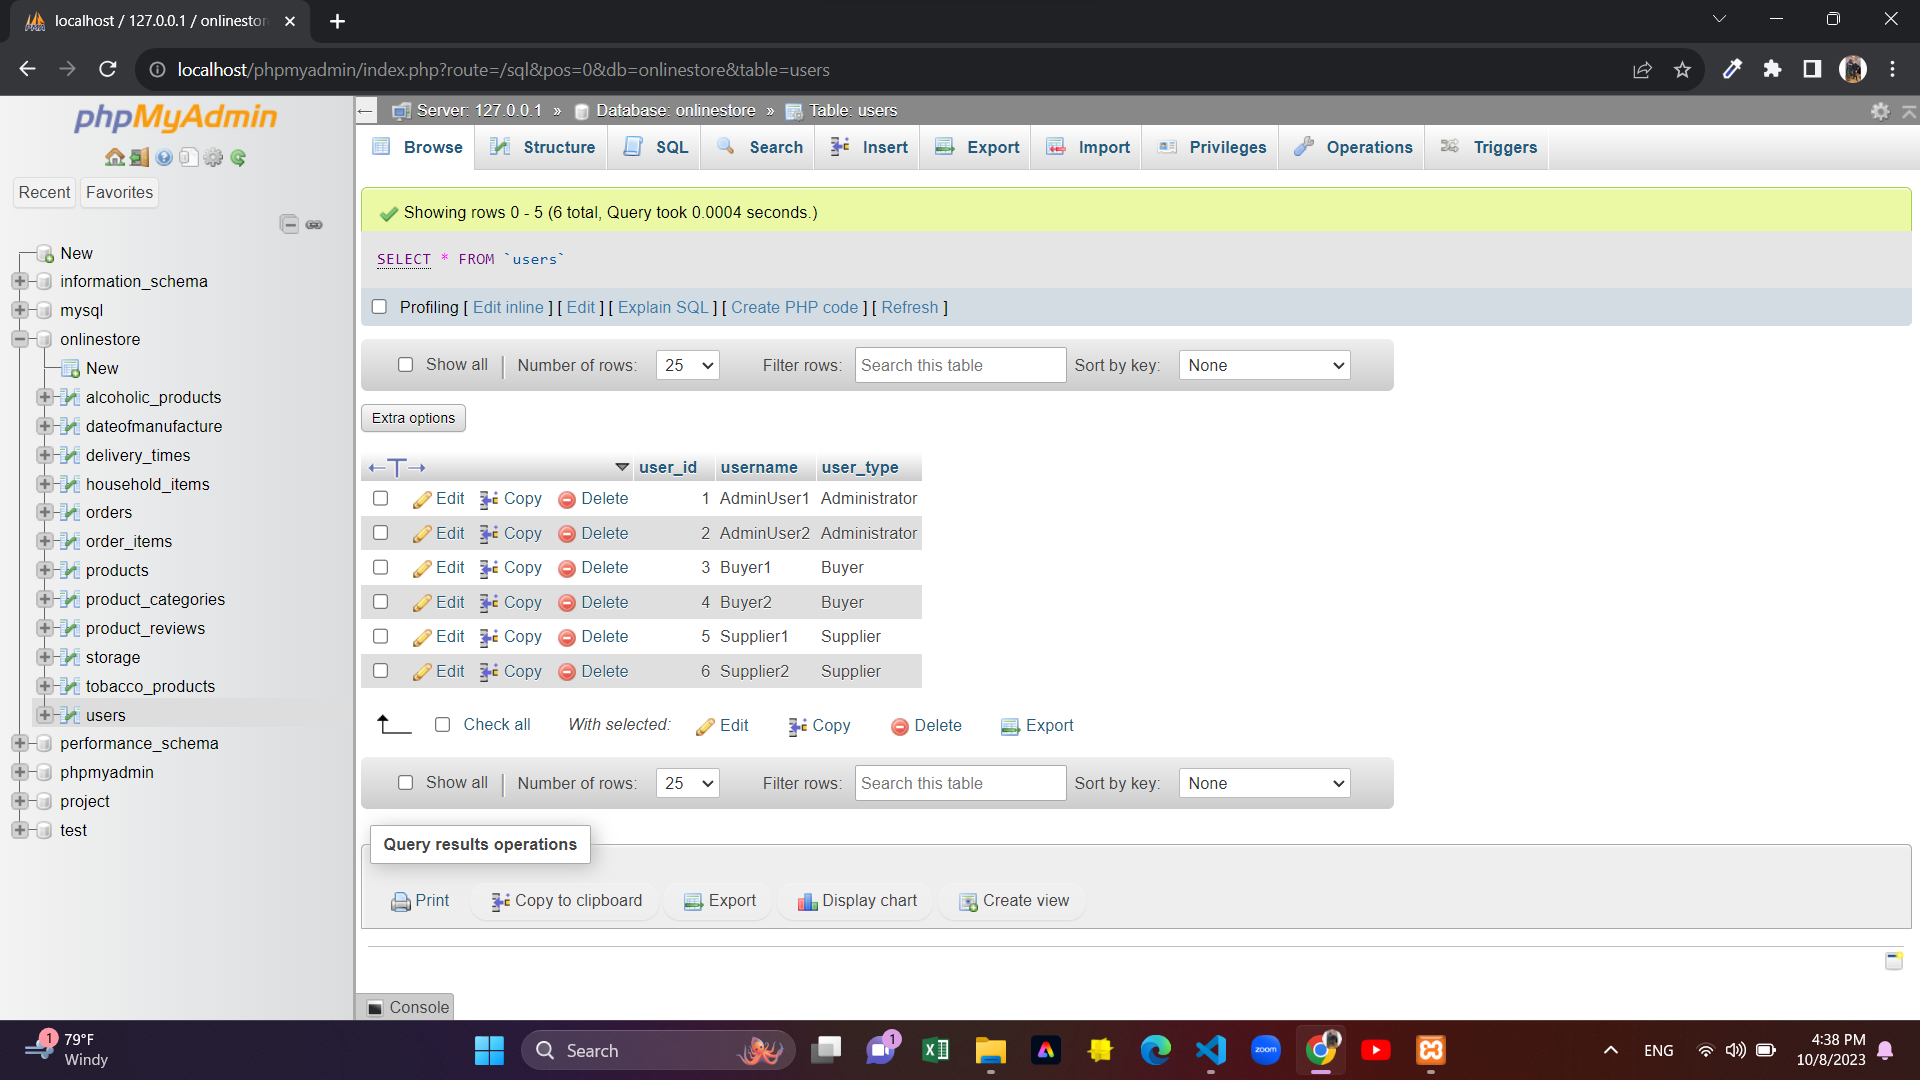 localhost / 127.0.0.1 / onlinestor
localhost/phpmyadmin/index.php?route=/sql&pos=0&db=onlinestore&table=users
phpMyAdmin
Recent Favorites
New
information_schema
mysql
onlinestore
New
alcoholic_products
dateofmanufacture
delivery_times
household_items
orders
order_items
products
product_categories
product_reviews
storage
tobacco_products
users
performance_schema
phpmyadmin
project
test
Server: 127.0.0.1 » Database: onlinestore » Table: users
Browse Structure SQL Search Insert Export Import Privileges Operations Triggers
Showing rows 0 - 5 (6 total, Query took 0.0004 seconds.)
SELECT * FROM `users`
Profiling [ Edit inline ] [ Edit ] [ Explain SQL ] [ Create PHP code ] [ Refresh ]
Show all | Number of rows: 25 Filter rows: Search this table Sort by key: None
Extra options
←T→ user_id username user_type
Edit Copy Delete 1 AdminUser1 Administrator
Edit Copy Delete 2 AdminUser2 Administrator
Edit Copy Delete 3 Buyer1 Buyer
Edit Copy Delete 4 Buyer2 Buyer
Edit Copy Delete 5 Supplier1 Supplier
Edit Copy Delete 6 Supplier2 Supplier
Check all With selected: Edit Copy Delete Export
Show all | Number of rows: 25 Filter rows: Search this table Sort by key: None
Query results operations
Print Copy to clipboard Export Display chart Create view
Console
1 79°F
Windy
Search
1
zoom
ENG
4:38 PM
10/8/2023